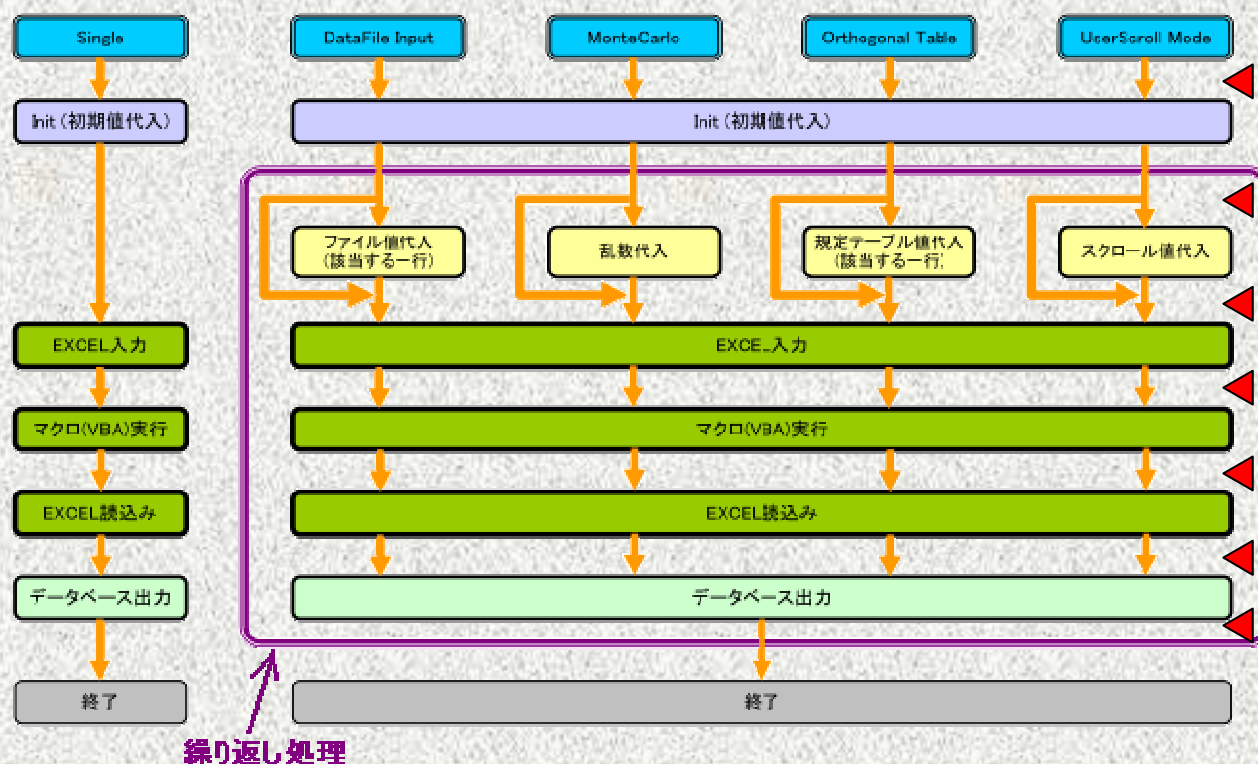 Single
DataFile Input
MonteCarlo
Orthogonal Table
UserScroll Mode
Init (初期値代入)
Init (初期値代入)
ファイル値代入
(該当する一行)
乱数代入
規定テーブル値代入
(該当する一行)
スクロール値代入
EXCEL入力
EXCEL入力
マクロ(VBA)実行
マクロ(VBA)実行
EXCEL読込み
EXCEL読込み
データベース出力
データベース出力
終了
終了
繰り返し処理